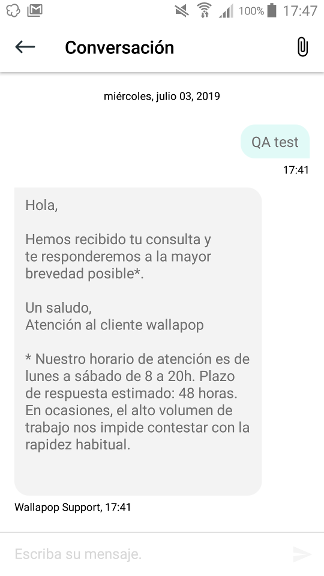 100% 17:47
Conversación
miércoles, julio 03, 2019
QA test
17:41
Hola,
Hemos recibido tu consulta y
te responderemos a la mayor
brevedad posible*.
Un saludo,
Atención al cliente wallapop
* Nuestro horario de atención es de
lunes a sábado de 8 a 20h. Plazo
de respuesta estimado: 48 horas.
En ocasiones, el alto volumen de
trabajo nos impide contestar con la
rapidez habitual.
Wallapop Support, 17:41
Escriba su mensaje.